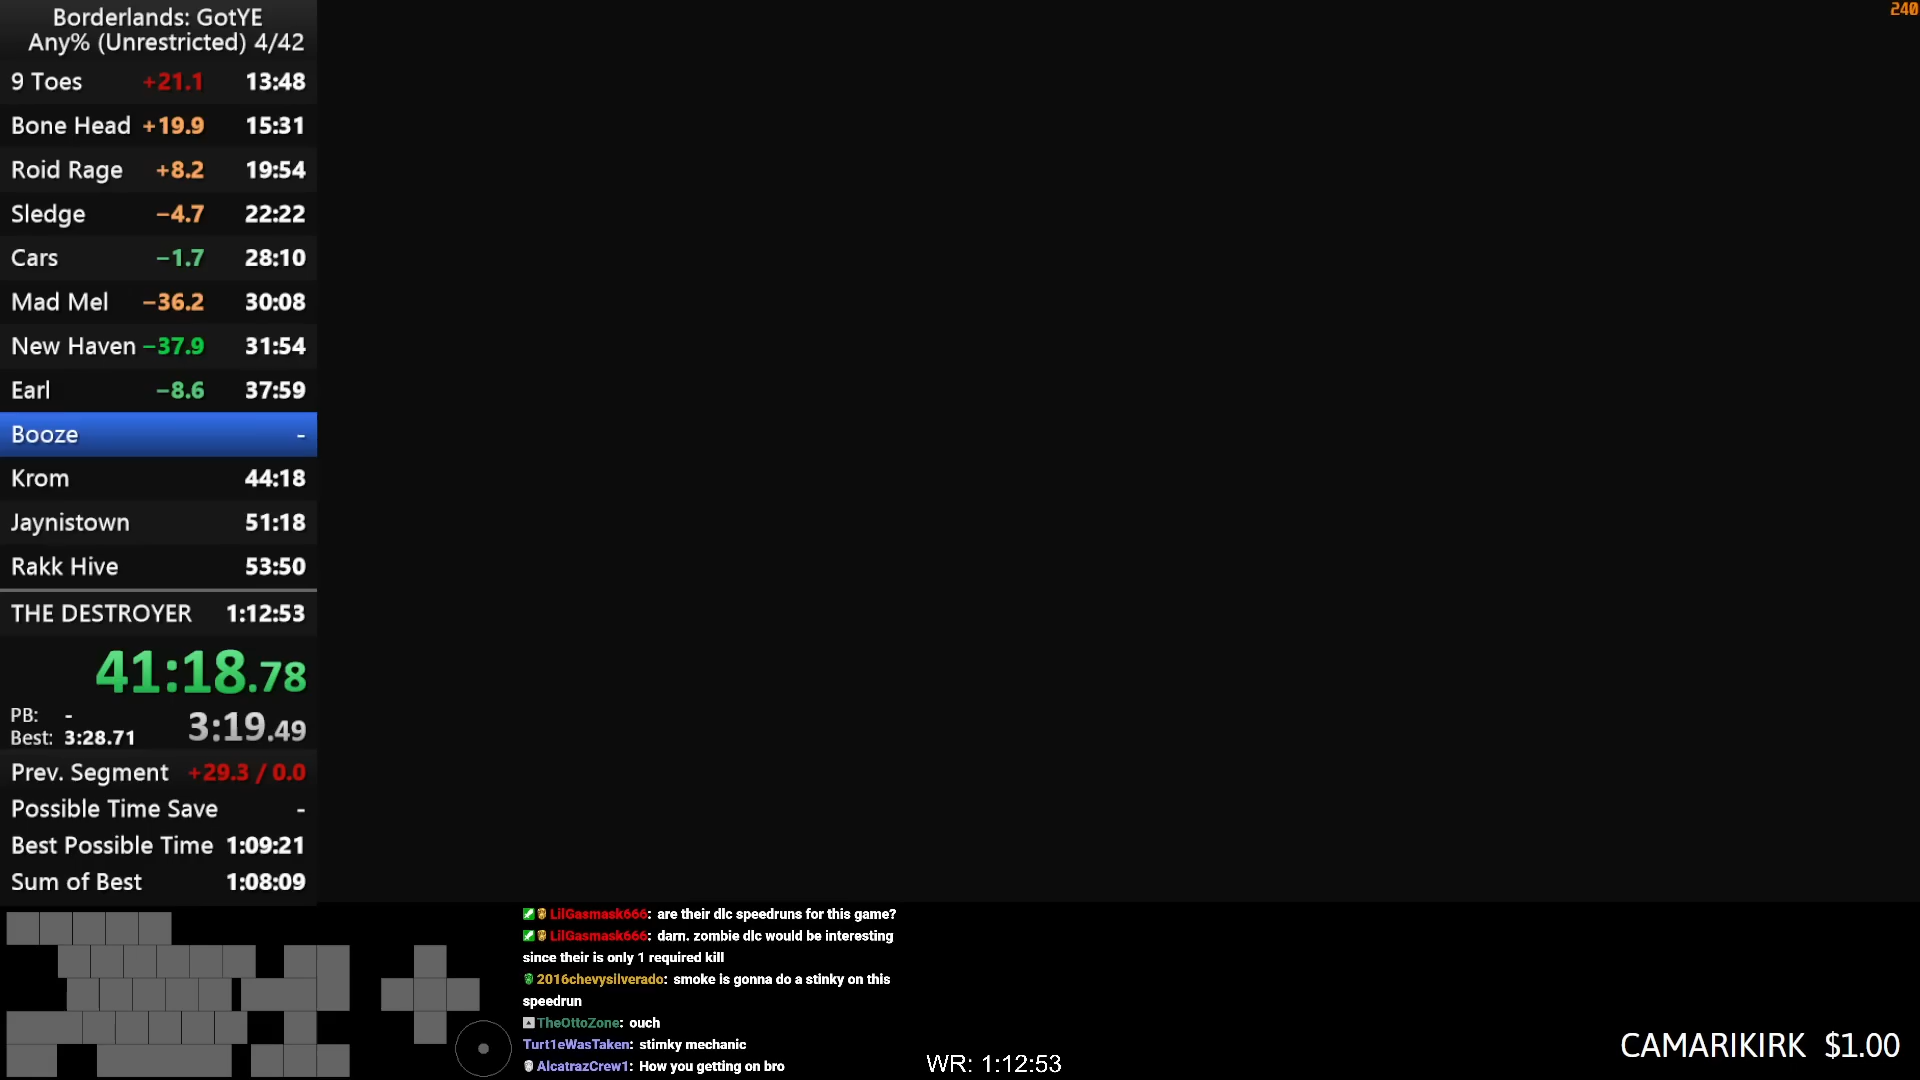 Borderlands: GotYE
Any% (Unrestricted) 4/42
9 Toes +21.1 13:48
Bone Head +19.9 15:31
Roid Rage +8.2 19:54
Sledge −4.7 22:22
Cars −1.7 28:10
Mad Mel −36.2 30:08
New Haven −37.9 31:54
Earl −8.6 37:59
Booze -
Krom 44:18
Jaynistown 51:18
Rakk Hive 53:50
THE DESTROYER 1:12:53
41:18.78
PB: -
Best: 3:28.71
3:19.49
Prev. Segment +29.3 / 0.0
Possible Time Save -
Best Possible Time 1:09:21
Sum of Best 1:08:09
240
LilGasmask666: are their dlc speedruns for this game?
LilGasmask666: darn. zombie dlc would be interesting
since their is only 1 required kill
2016chevysilverado: smoke is gonna do a stinky on this
speedrun
TheOttoZone: ouch
Turt1eWasTaken: stimky mechanic
AlcatrazCrew1: How you getting on bro
WR: 1:12:53
CAMARIKIRK $1.00